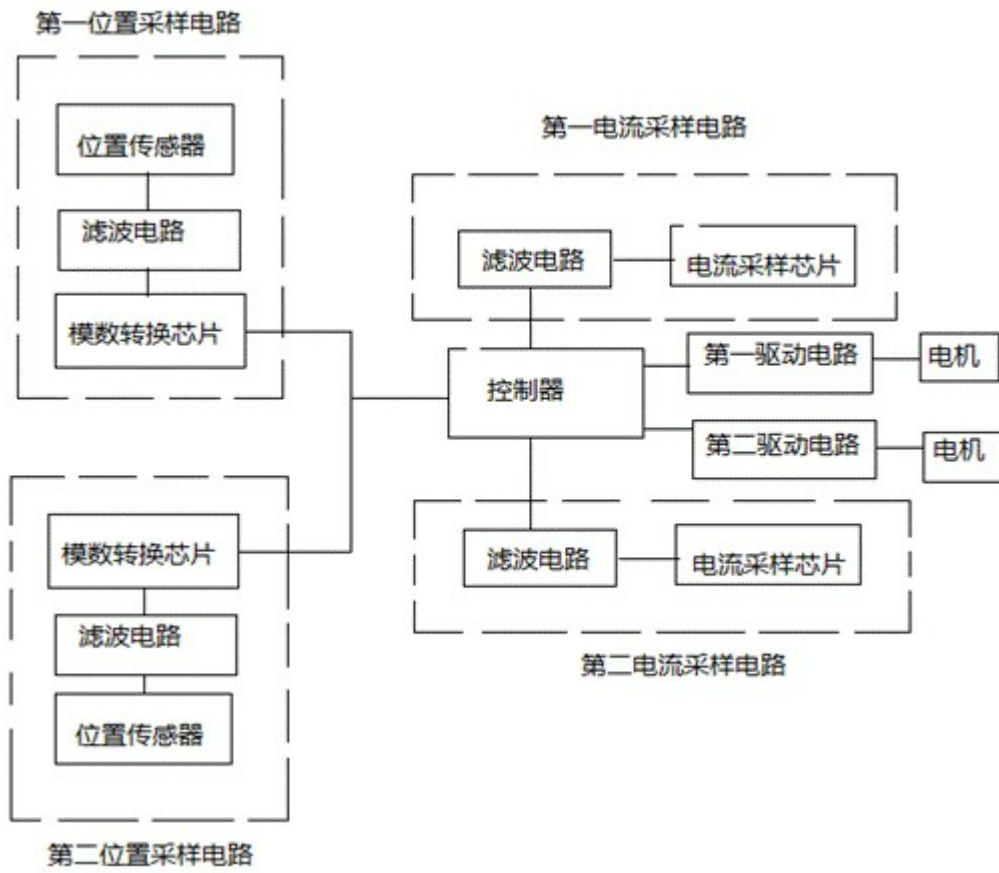 第一位置采样电路
位置传感器
滤波电路
模数转换芯片
第一电流采样电路
滤波电路
电流采样芯片
控制器
第一驱动电路
电机
第二驱动电路
电机
模数转换芯片
滤波电路
位置传感器
第二位置采样电路
滤波电路
电流采样芯片
第二电流采样电路